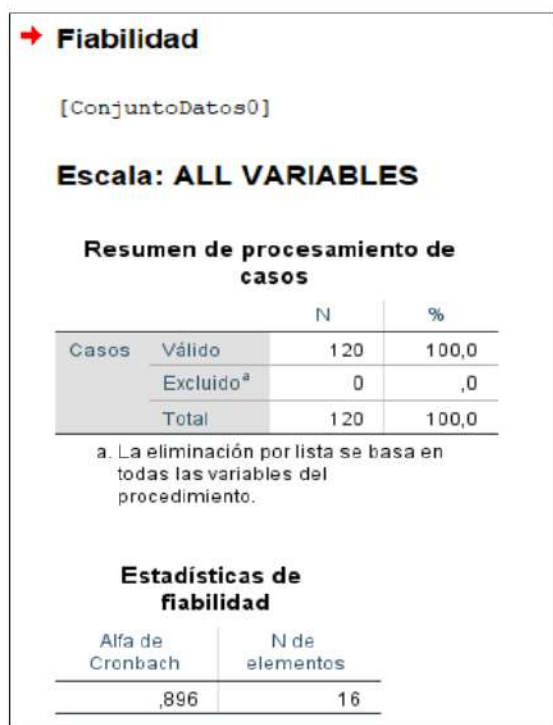 Fiabilidad
[ConjuntoDatos0]
Escala: ALL VARIABLES
Resumen de procesamiento de
casos
N %
Casos Válido 120 100,0
Excluidoª 0 ,0
Total 120 100,0
a. La eliminación por lista se basa en
todas las variables del
procedimiento.
Estadísticas de
fiabilidad
Alfa de N de
Cronbach elementos
,896 16